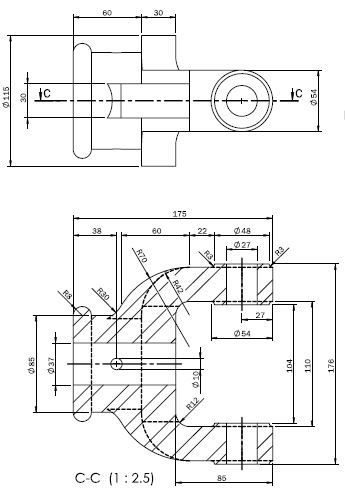 60
30
Ø115
30
C
C
Ø54
175
38
60
22
Ø48
Ø27
R3
R3
R70
R42
R30
R8
27
Ø54
Ø85
Ø37
Ø10
104
110
176
R12
85
C-C (1 : 2.5)